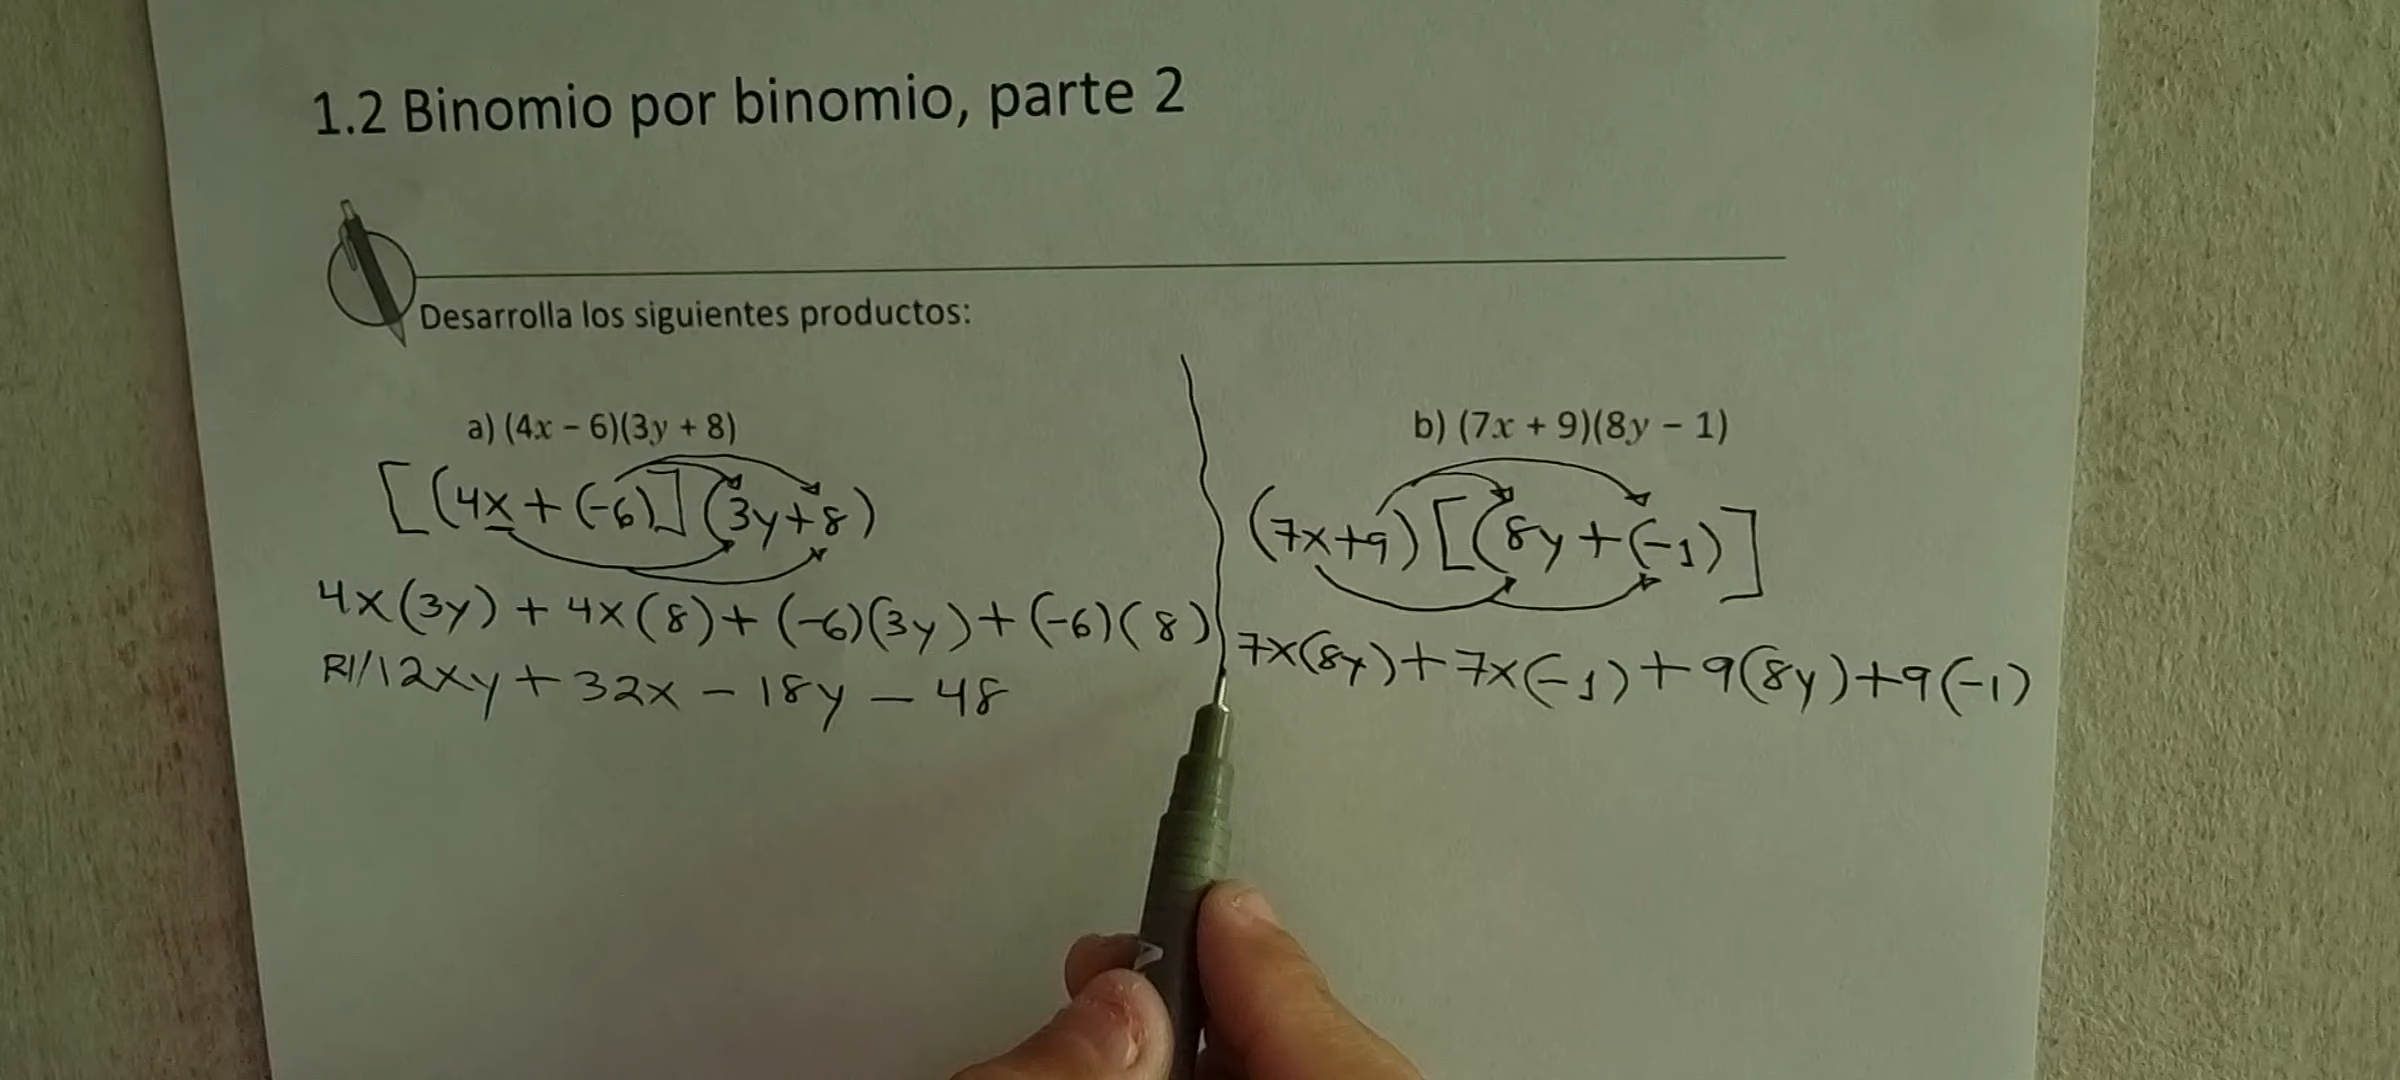 1.2 Binomio por binomio, parte 2
Desarrolla los siguientes productos:
a) (4x – 6)(3y + 8)
[(4x + (-6)] (3y + 8)
4x(3y) + 4x(8) + (-6)(3y) + (-6)(8)
R// 12xy + 32x - 18y - 48
b) (7x + 9)(8y – 1)
(7x + 9) [(8y + (-1)]
7x(8y) + 7x(-1) + 9(8y) + 9(-1)